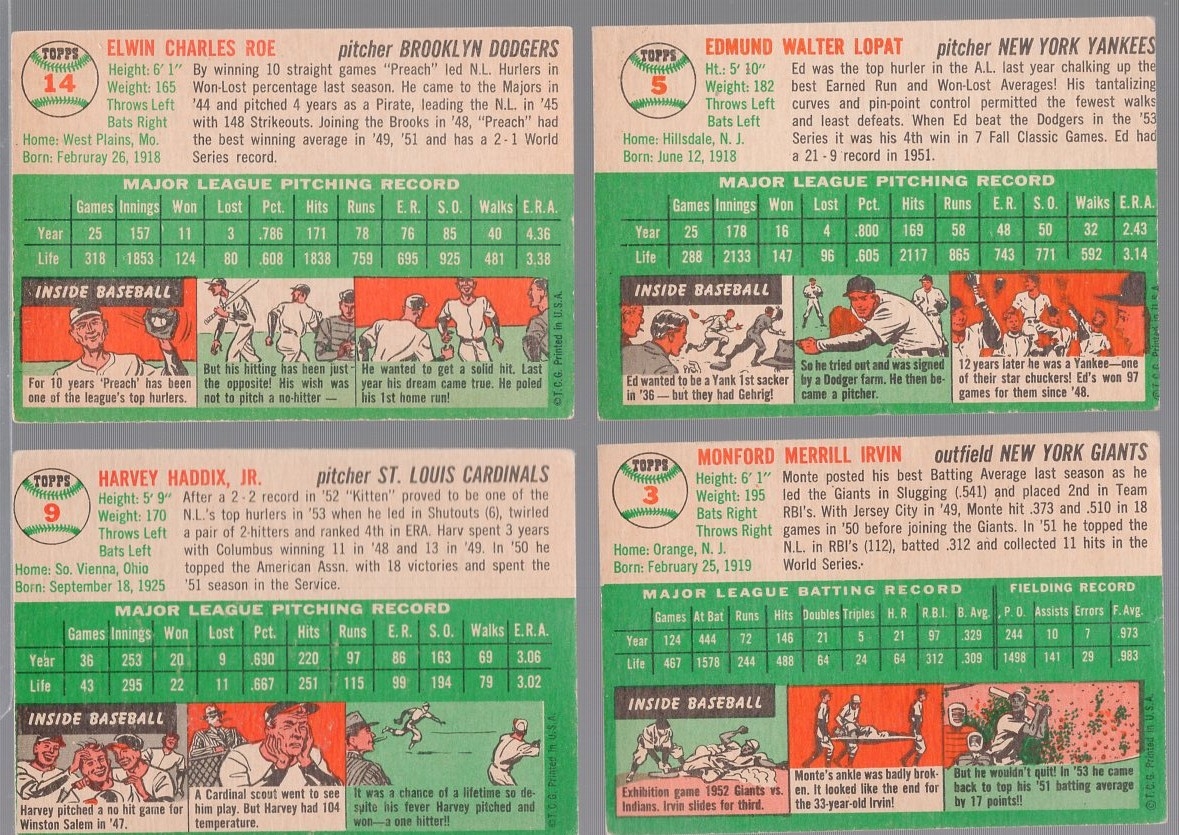 TOPPS
14
ELWIN CHARLES ROE
pitcher BROOKLYN DODGERS
Height: 6' 1"
Weight: 165
Throws Left
Bats Right
Home: West Plains, Mo.
Born: Februray 26, 1918
By winning 10 straight games "Preach" led N.L. Hurlers in
Won-Lost percentage last season. He came to the Majors in
'44 and pitched 4 years as a Pirate, leading the N.L. in '45
with 148 Strikeouts. Joining the Brooks in '48, "Preach" had
the best winning average in '49, '51 and has a 2-1 World
Series record.
MAJOR LEAGUE PITCHING RECORD
Games Innings Won Lost Pct. Hits Runs E.R. S.O. Walks E.R.A.
Year 25 157 11 3 .786 171 78 76 85 40 4.36
Life 318 1853 124 80 .608 1838 759 695 925 481 3.38
INSIDE BASEBALL
For 10 years 'Preach' has been
one of the league's top hurlers.
But his hitting has been just
the opposite! His wish was
not to pitch a no-hitter —
He wanted to get a solid hit. Last
year his dream came true. He poled
his 1st home run!
© T.C.G. Printed in U.S.A.
TOPPS
5
EDMUND WALTER LOPAT
pitcher NEW YORK YANKEES
Ht.: 5' 10"
Weight: 182
Throws Left
Bats Left
Home: Hillsdale, N. J.
Born: June 12, 1918
Ed was the top hurler in the A.L. last year chalking up the
best Earned Run and Won-Lost Averages! His tantalizing
curves and pin-point control permitted the fewest walks
and least defeats. When Ed beat the Dodgers in the '53
Series it was his 4th win in 7 Fall Classic Games. Ed had
a 21-9 record in 1951.
MAJOR LEAGUE PITCHING RECORD
Games Innings Won Lost Pct. Hits Runs E.R. S.O. Walks E.R.A.
Year 25 178 16 4 .800 169 58 48 50 32 2.43
Life 288 2133 147 96 .605 2117 865 743 771 592 3.14
INSIDE BASEBALL
Ed wanted to be a Yank 1st sacker
in '36 — but they had Gehrig!
So he tried out and was signed
by a Dodger farm. He then be-
came a pitcher.
12 years later he was a Yankee—one
of their star chuckers! Ed's won 97
games for them since '48.
© T.C.G. Printed in U.S.A.
TOPPS
9
HARVEY HADDIX, JR.
pitcher ST. LOUIS CARDINALS
Height: 5' 9"
Weight: 170
Throws Left
Bats Left
Home: So. Vienna, Ohio
Born: September 18, 1925
After a 2-2 record in '52 "Kitten" proved to be one of the
N.L.'s top hurlers in '53 when he led in Shutouts (6), twirled
a pair of 2-hitters and ranked 4th in ERA. Harv spent 3 years
with Columbus winning 11 in '48 and 13 in '49. In '50 he
topped the American Assn. with 18 victories and spent the
'51 season in the Service.
MAJOR LEAGUE PITCHING RECORD
Games Innings Won Lost Pct. Hits Runs E.R. S.O. Walks E.R.A.
Year 36 253 20 9 .690 220 97 86 163 69 3.06
Life 43 295 22 11 .667 251 115 99 194 79 3.02
INSIDE BASEBALL
Harvey pitched a no hit game for
Winston Salem in '47.
A Cardinal scout went to see
him play. But Harvey had 104
temperature.
It was a chance of a lifetime so de-
spite his fever Harvey pitched and
won—a one hitter!!
© T.C.G. Printed in U.S.A.
TOPPS
3
MONFORD MERRILL IRVIN
outfield NEW YORK GIANTS
Height: 6' 1"
Weight: 195
Bats Right
Throws Right
Home: Orange, N. J.
Born: February 25, 1919
Monte posted his best Batting Average last season as he
led the Giants in Slugging (.541) and placed 2nd in Team
RBI's. With Jersey City in '49, Monte hit .373 and .510 in 18
games in '50 before joining the Giants. In '51 he topped the
N.L. in RBI's (112), batted .312 and collected 11 hits in the
World Series.
MAJOR LEAGUE BATTING RECORD FIELDING RECORD
Games At Bat Runs Hits Doubles Triples H. R R.B.I. B. Avg. P. O. Assists Errors F. Avg.
Year 124 444 72 146 21 5 21 97 .329 244 10 7 .973
Life 467 1578 244 488 64 24 64 312 .309 1498 141 29 .983
INSIDE BASEBALL
Exhibition game 1952 Giants vs.
Indians. Irvin slides for third.
Monte's ankle was badly brok-
en. It looked like the end for
the 33-year-old Irvin!
But he wouldn't quit! In '53 he came
back to top his '51 batting average
by 17 points!!
© T.C.G. Printed in U.S.A.